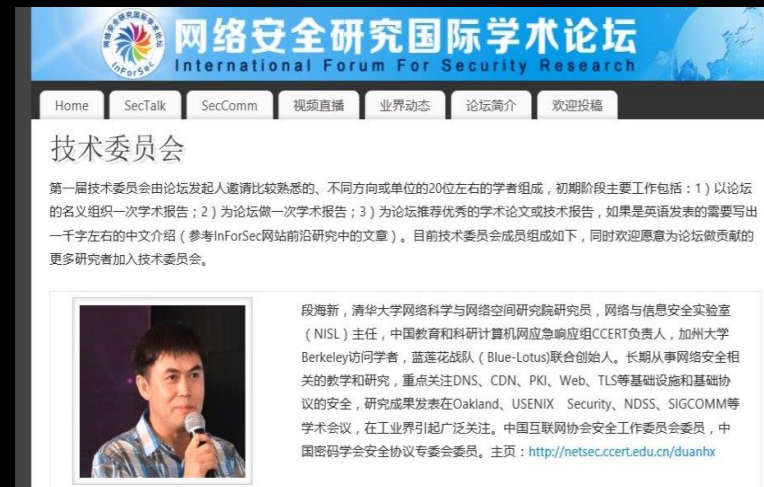 网络安全研究国际学术论坛
InForSec
网络安全研究国际学术论坛
International Forum For Security Research
Home SecTalk SecComm 视频直播 业界动态 论坛简介 欢迎投稿
技术委员会
第一届技术委员会由论坛发起人邀请比较熟悉的、不同方向或单位的20位左右的学者组成，初期阶段主要工作包括：1）以论坛
的名义组织一次学术报告；2）为论坛做一次学术报告；3）为论坛推荐优秀的学术论文或技术报告，如果是英语发表的需要写出
一千字左右的中文介绍（参考InForSec网站前沿研究中的文章）。目前技术委员会成员组成如下，同时欢迎愿意为论坛做贡献的
更多研究者加入技术委员会。
段海新，清华大学网络科学与网络空间研究院研究员，网络与信息安全实验室
（NISL）主任，中国教育和科研计算机网应急响应组CCERT负责人，加州大学
Berkeley访问学者，蓝莲花战队（Blue-Lotus)联合创始人。长期从事网络安全相
关的教学和研究，重点关注DNS、CDN、PKI、Web、TLS等基础设施和基础协
议的安全，研究成果发表在Oakland、USENIX Security、NDSS、SIGCOMM等
学术会议，在工业界引起广泛关注。中国互联网协会安全工作委员会委员，中
国密码学会安全协议专委会委员。主页：http://netsec.ccert.edu.cn/duanhx